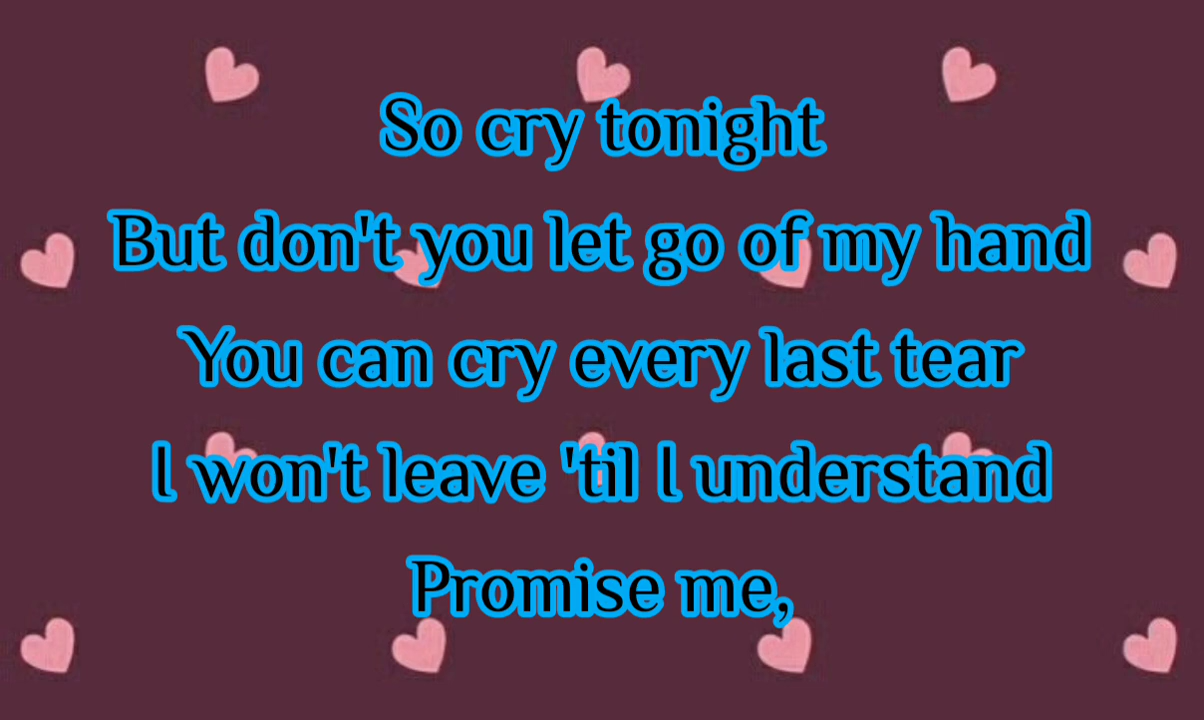 So cry tonight
But don't you let go of my hand
You can cry every last tear
I won't leave 'til I understand
Promise me,